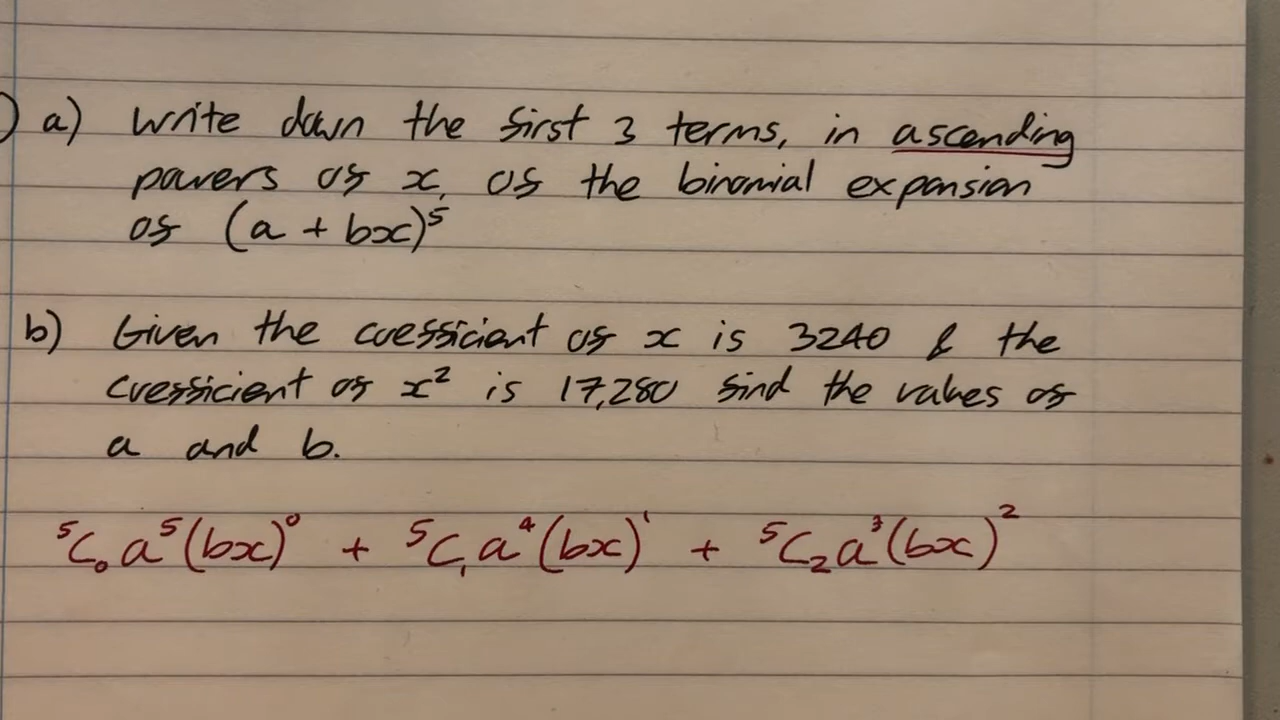 ) a) Write down the first 3 terms, in ascending
powers of x, of the binomial expansion
of (a + bx)⁵
b) Given the coefficient of x is 3240 & the
coefficient of x² is 17,280 find the values of
a and b.
⁵C₀a⁵(bx)⁰ + ⁵C₁a⁴(bx)¹ + ⁵C₂a³(bx)²